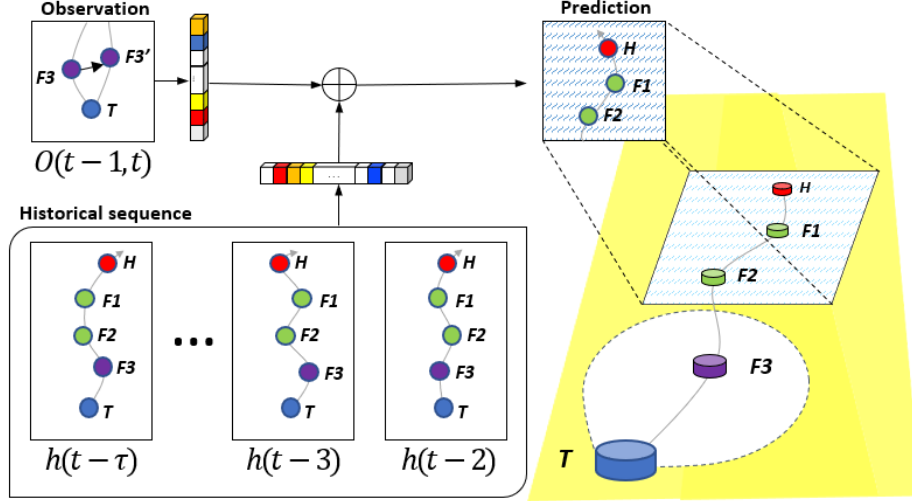 Observation
F3
F3'
T
O(t − 1, t)
Prediction
H
F1
F2
...
Historical sequence
H
F1
F2
F3
T
h(t − τ)
...
H
F1
F2
F3
T
h(t − 3)
H
F1
F2
F3
T
h(t − 2)
H
F1
F2
F3
T